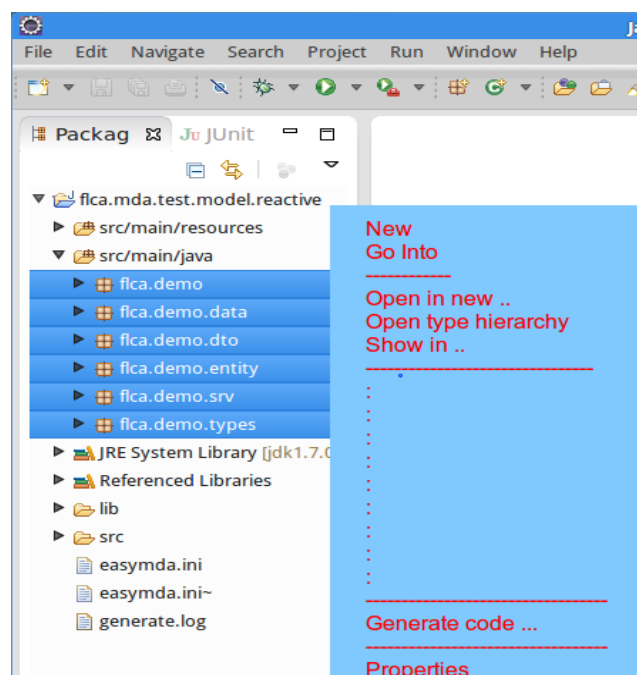 Ja
File Edit Navigate Search Project Run Window Help
Packag JUnit
flca.mda.test.model.reactive
src/main/resources
src/main/java
flca.demo
flca.demo.data
flca.demo.dto
flca.demo.entity
flca.demo.srv
flca.demo.types
JRE System Library [jdk1.7.0
Referenced Libraries
lib
src
easymda.ini
easymda.ini~
generate.log
New
Go Into
------------
Open in new ..
Open type hierarchy
Show in ..
--------------------------------
:
:
:
:
:
:
:
:
:
----------------------------------
Generate code ...
----------------------------------
Properties